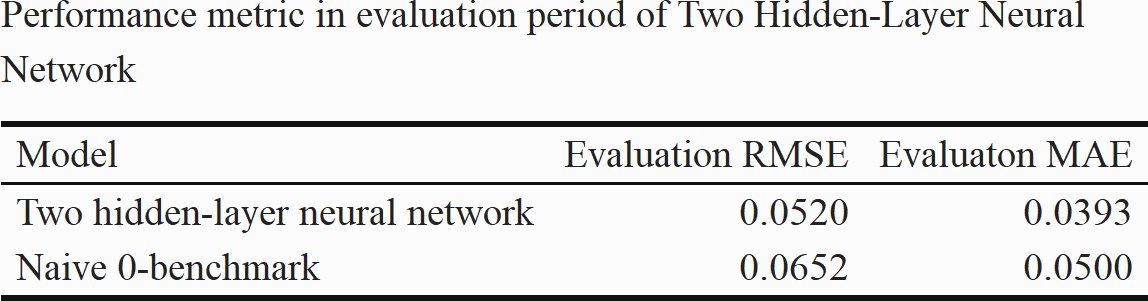 Performance metric in evaluation period of Two Hidden-Layer Neural
Network
Model Evaluation RMSE Evaluaton MAE
Two hidden-layer neural network 0.0520 0.0393
Naive 0-benchmark 0.0652 0.0500